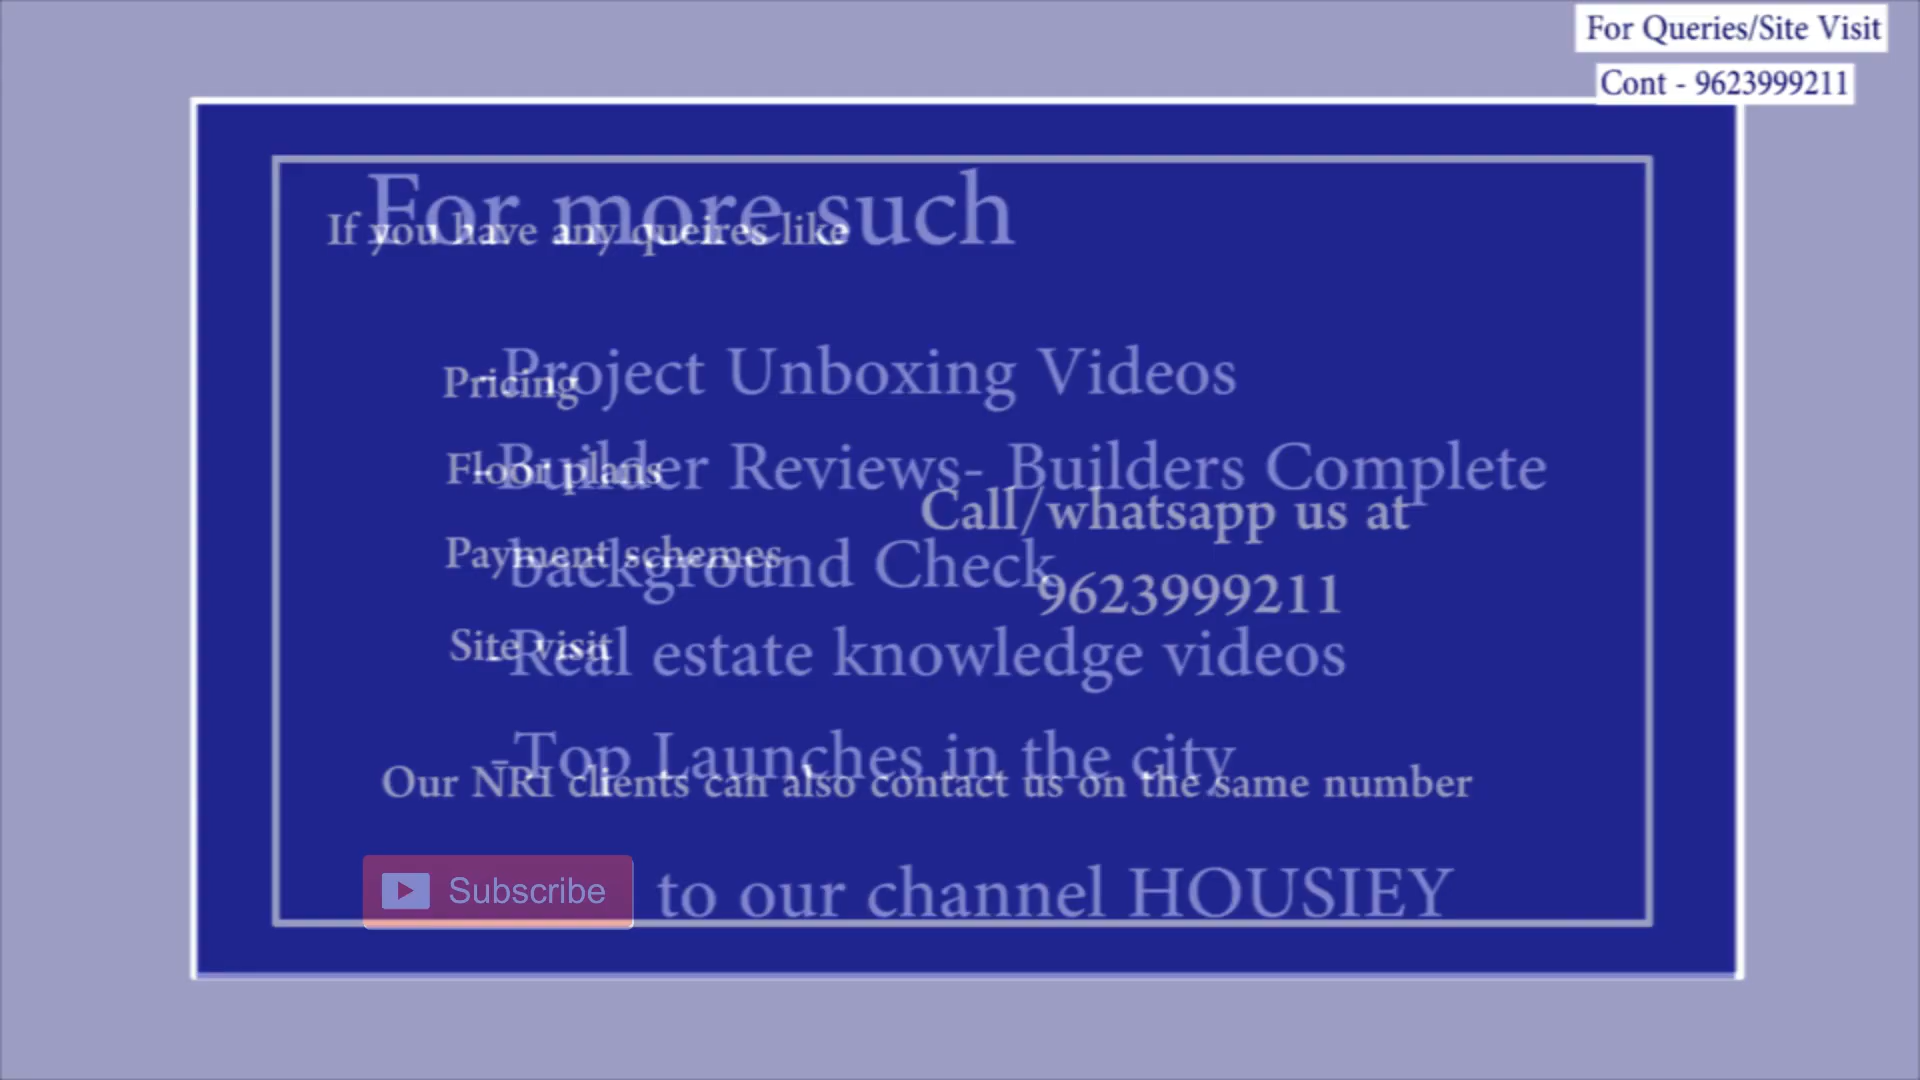 For Queries/Site Visit
Cont - 9623999211
For more such
If you have any queires like
-Project Unboxing Videos
Pricing
-Builder Reviews- Builders Complete
Floor plans
Call/whatsapp us at
Payment schemes
background Check
9623999211
Site visit
-Real estate knowledge videos
-Top Launches in the city
Our NRI clients can also contact us on the same number
Subscribe to our channel HOUSIEY